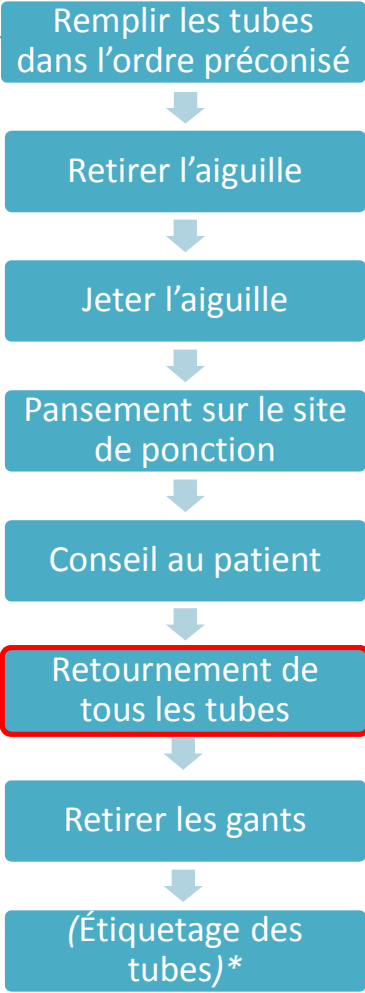 Remplir les tubes
dans l’ordre préconisé
Retirer l’aiguille
Jeter l’aiguille
Pansement sur le site
de ponction
Conseil au patient
Retournement de
tous les tubes
Retirer les gants
(Étiquetage des
tubes)*